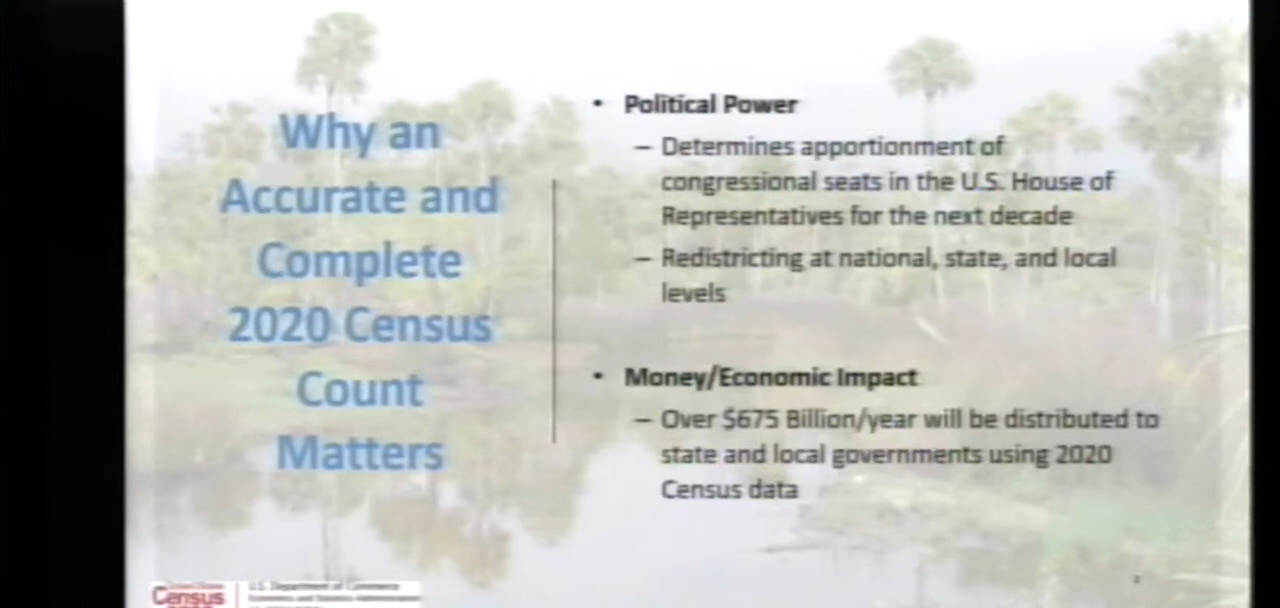 Why an
Accurate and
Complete
2020 Census
Count
Matters
• Political Power
– Determines apportionment of
congressional seats in the U.S. House of
Representatives for the next decade
– Redistricting at national, state, and local
levels
• Money/Economic Impact
– Over $675 Billion/year will be distributed to
state and local governments using 2020
Census data
Census
U.S. Department of Commerce